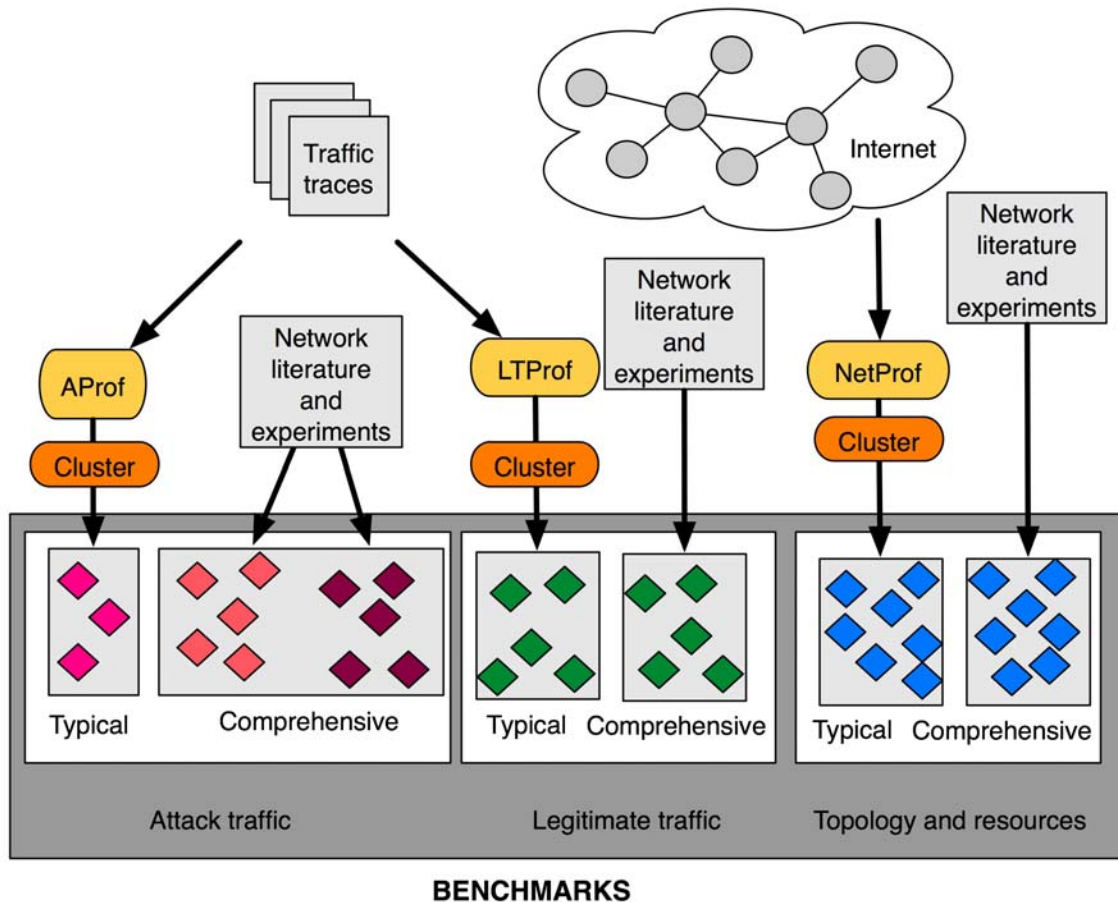 Traffic
traces
Internet
Network
literature
and
experiments
Network
literature
and
experiments
Network
literature
and
experiments
AProf
LTProf
NetProf
Cluster
Cluster
Cluster
Typical
Comprehensive
Typical
Comprehensive
Typical
Comprehensive
Attack traffic
Legitimate traffic
Topology and resources
BENCHMARKS